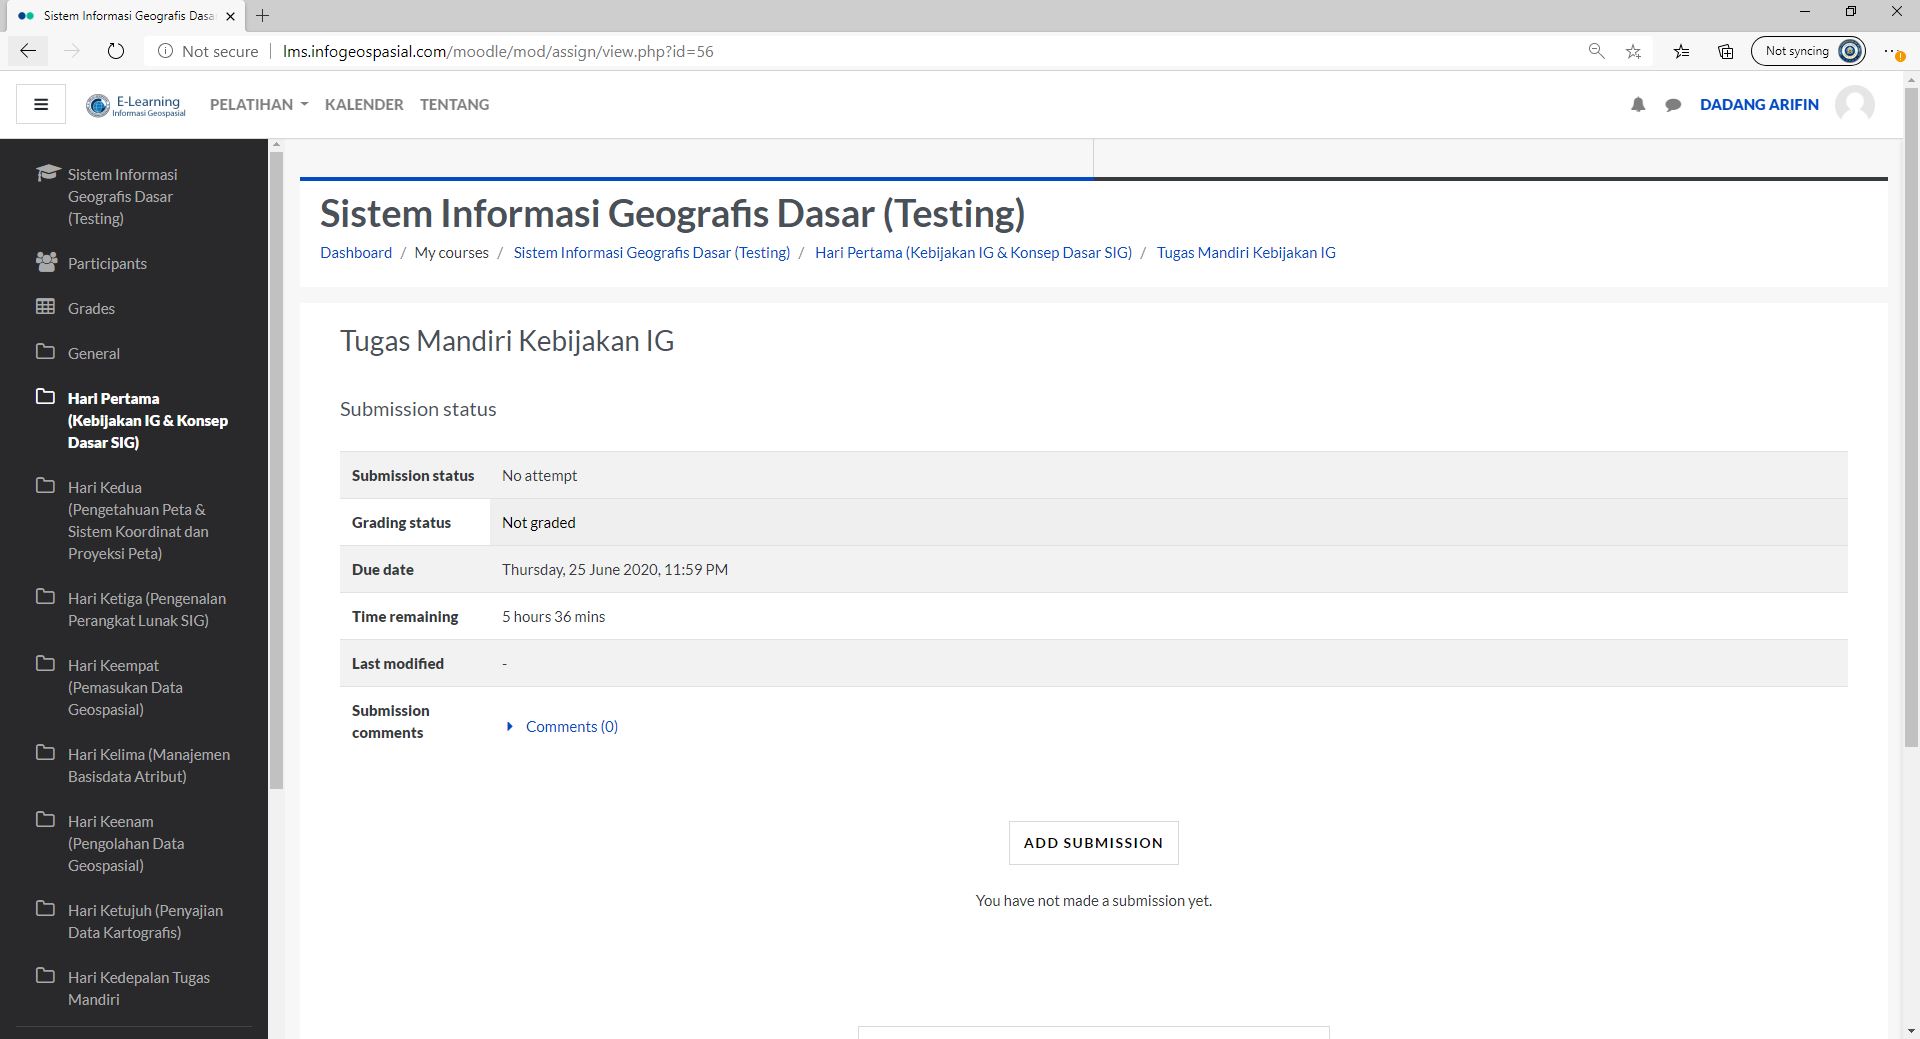 Sistem Informasi Geografis Dasa
Not secure
lms.infogeospasial.com/moodle/mod/assign/view.php?id=56
Not syncing
E-Learning
Informasi Geospasial
PELATIHAN
KALENDER
TENTANG
DADANG ARIFIN
Sistem Informasi
Geografis Dasar
(Testing)
Participants
Grades
General
Hari Pertama
(Kebijakan IG & Konsep
Dasar SIG)
Hari Kedua
(Pengetahuan Peta &
Sistem Koordinat dan
Proyeksi Peta)
Hari Ketiga (Pengenalan
Perangkat Lunak SIG)
Hari Keempat
(Pemasukan Data
Geospasial)
Hari Kelima (Manajemen
Basisdata Atribut)
Hari Keenam
(Pengolahan Data
Geospasial)
Hari Ketujuh (Penyajian
Data Kartografis)
Hari Kedepalan Tugas
Mandiri
Sistem Informasi Geografis Dasar (Testing)
Dashboard / My courses / Sistem Informasi Geografis Dasar (Testing) / Hari Pertama (Kebijakan IG & Konsep Dasar SIG) / Tugas Mandiri Kebijakan IG
Tugas Mandiri Kebijakan IG
Submission status
Submission status No attempt
Grading status Not graded
Due date Thursday, 25 June 2020, 11:59 PM
Time remaining 5 hours 36 mins
Last modified -
Submission
comments
Comments (0)
ADD SUBMISSION
You have not made a submission yet.